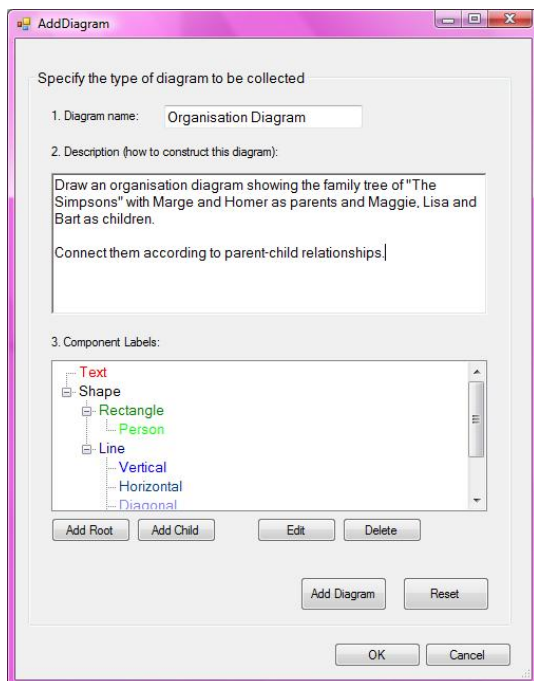 AddDiagram
Specify the type of diagram to be collected
1. Diagram name: Organisation Diagram
2. Description (how to construct this diagram):
Draw an organisation diagram showing the family tree of "The
Simpsons" with Marge and Homer as parents and Maggie, Lisa and
Bart as children.
Connect them according to parent-child relationships.
3. Component Labels:
Text
Shape
Rectangle
Person
Line
Vertical
Horizontal
Diagonal
Add Root Add Child Edit Delete
Add Diagram Reset
OK Cancel